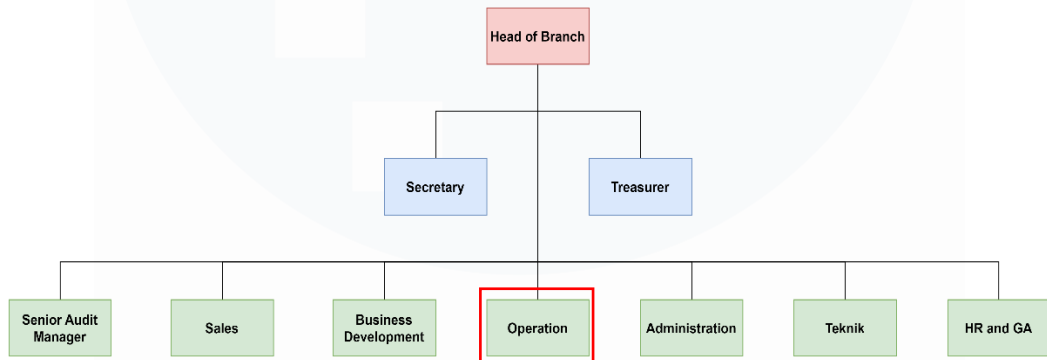 Head of Branch
Secretary
Treasurer
Senior Audit
Manager
Sales
Business
Development
Operation
Administration
Teknik
HR and GA